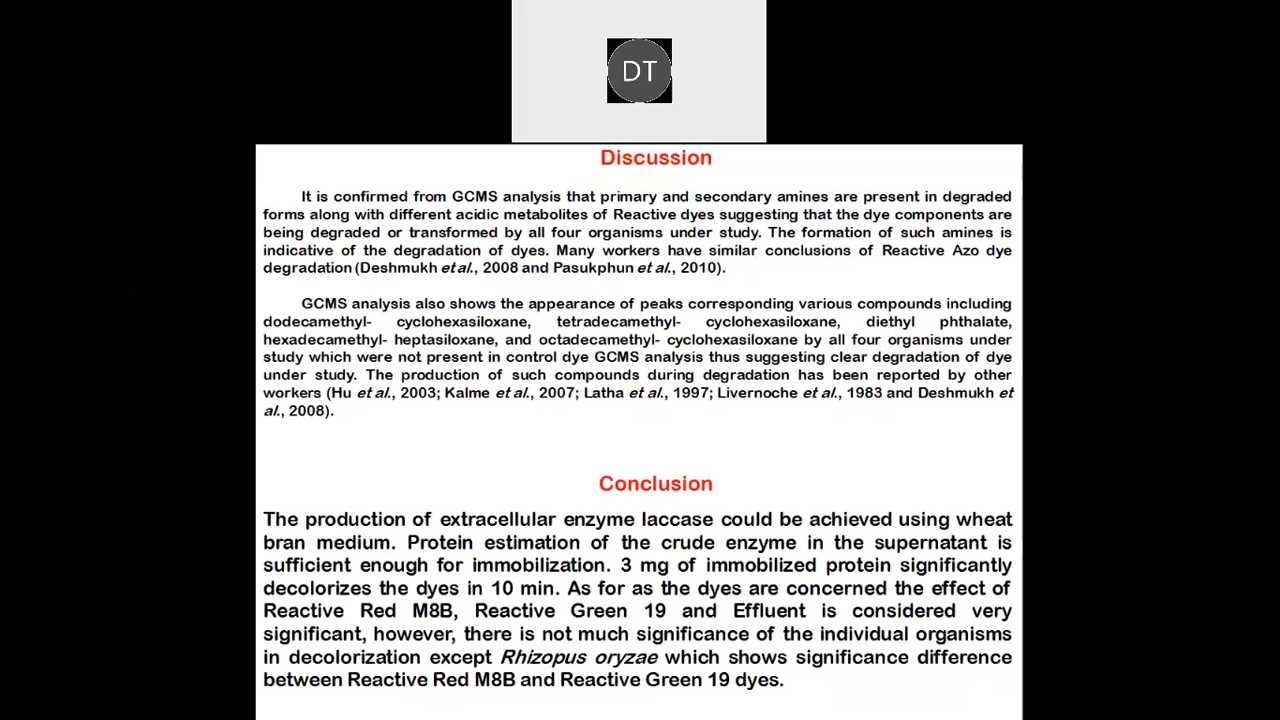 DT
Discussion
It is confirmed from GCMS analysis that primary and secondary amines are present in degraded
forms along with different acidic metabolites of Reactive dyes suggesting that the dye components are
being degraded or transformed by all four organisms under study. The formation of such amines is
indicative of the degradation of dyes. Many workers have similar conclusions of Reactive Azo dye
degradation (Deshmukh et al., 2008 and Pasukphun et al., 2010).
GCMS analysis also shows the appearance of peaks corresponding various compounds including
dodecamethyl- cyclohexasiloxane, tetradecamethyl- cyclohexasiloxane, diethyl phthalate,
hexadecamethyl- heptasiloxane, and octadecamethyl- cyclohexasiloxane by all four organisms under
study which were not present in control dye GCMS analysis thus suggesting clear degradation of dye
under study. The production of such compounds during degradation has been reported by other
workers (Hu et al., 2003; Kalme et al., 2007; Latha et al., 1997; Livernoche et al., 1983 and Deshmukh et
al., 2008).
Conclusion
The production of extracellular enzyme laccase could be achieved using wheat
bran medium. Protein estimation of the crude enzyme in the supernatant is
sufficient enough for immobilization. 3 mg of immobilized protein significantly
decolorizes the dyes in 10 min. As for as the dyes are concerned the effect of
Reactive Red M8B, Reactive Green 19 and Effluent is considered very
significant, however, there is not much significance of the individual organisms
in decolorization except Rhizopus oryzae which shows significance difference
between Reactive Red M8B and Reactive Green 19 dyes.